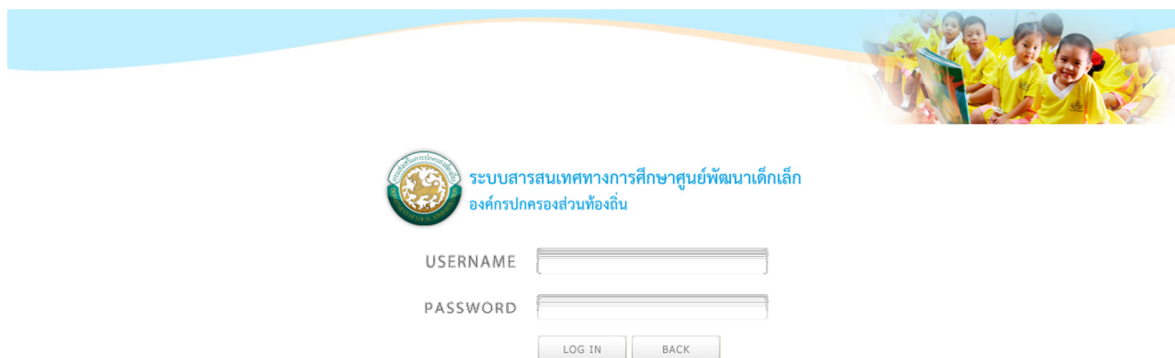 ระบบสารสนเทศทางการศึกษาศูนย์พัฒนาเด็กเล็ก
องค์กรปกครองส่วนท้องถิ่น
USERNAME
PASSWORD
LOG IN BACK